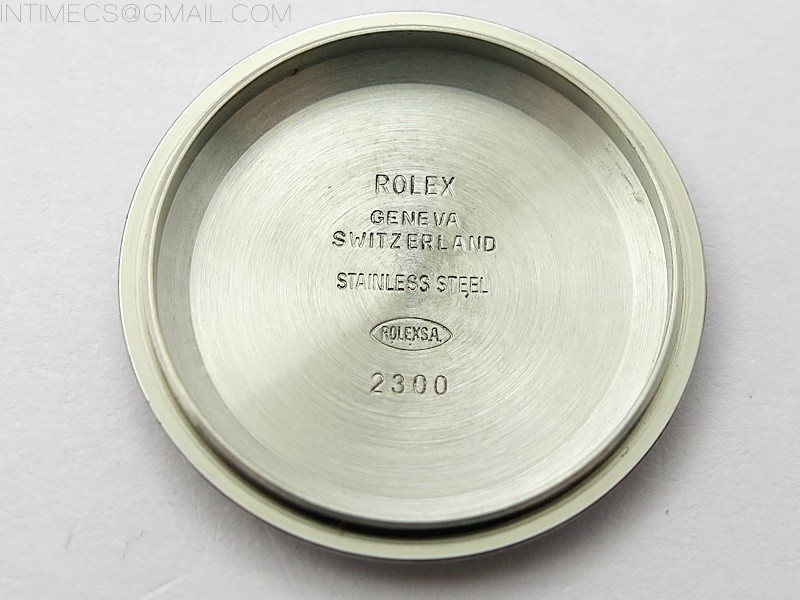 INTIMECS@GMAIL.COM
ROLEX
GENEVA
SWITZERLAND
STAINLESS STEEL
ROLEX S.A.
2300